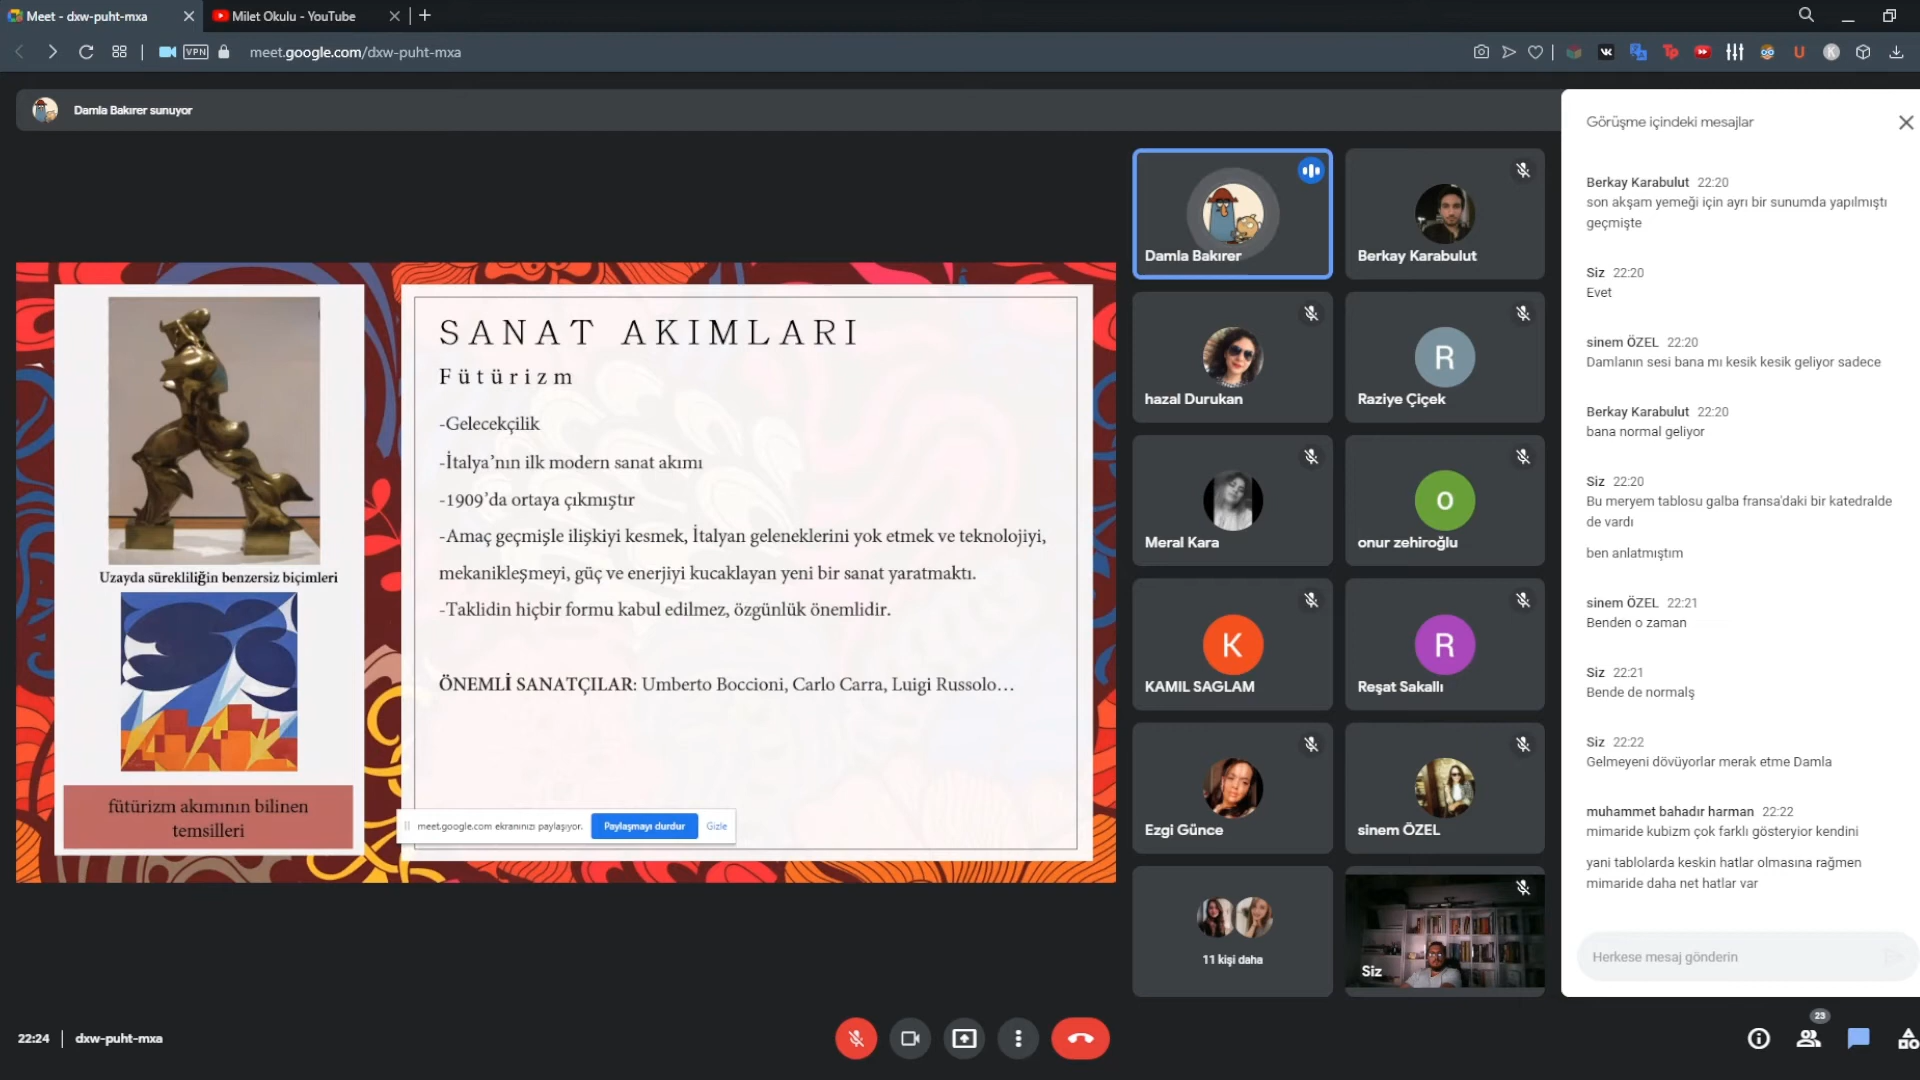 Meet - dxw-puht-mxa
Milet Okulu - YouTube
VPN
meet.google.com/dxw-puht-mxa
Damla Bakırer sunuyor
Uzayda sürekliliğin benzersiz biçimleri
fütürizm akımının bilinen
temsilleri
SANAT AKIMLARI
Fütürizm
-Gelecekçilik
-İtalya'nın ilk modern sanat akımı
-1909'da ortaya çıkmıştır
-Amaç geçmişle ilişkiyi kesmek, İtalyan geleneklerini yok etmek ve teknolojiyi,
mekanikleşmeyi, güç ve enerjiyi kucaklayan yeni bir sanat yaratmaktı.
-Taklidin hiçbir formu kabul edilmez, özgünlük önemlidir.
ÖNEMLİ SANATÇILAR: Umberto Boccioni, Carlo Carra, Luigi Russolo…
meet.google.com ekranınızı paylaşıyor.
Paylaşmayı durdur
Gizle
Damla Bakırer
Berkay Karabulut
hazal Durukan
R
Raziye Çiçek
Meral Kara
o
onur zehiroğlu
K
KAMIL SAGLAM
R
Reşat Sakallı
Ezgi Günce
sinem ÖZEL
11 kişi daha
Siz
Görüşme içindeki mesajlar
Berkay Karabulut 22:20
son akşam yemeği için ayrı bir sunumda yapılmıştı
geçmişte
Siz 22:20
Evet
sinem ÖZEL 22:20
Damlanın sesi bana mı kesik kesik geliyor sadece
Berkay Karabulut 22:20
bana normal geliyor
Siz 22:20
Bu meryem tablosu galba fransa'daki bir katedralde
de vardı
ben anlatmıştım
sinem ÖZEL 22:21
Benden o zaman
Siz 22:21
Bende de normalş
Siz 22:22
Gelmeyeni dövüyorlar merak etme Damla
muhammet bahadır harman 22:22
mimaride kubizm çok farklı gösteryior kendini
yani tablolarda keskin hatlar olmasına rağmen
mimaride daha net hatlar var
Herkese mesaj gönderin
22:24
dxw-puht-mxa
23